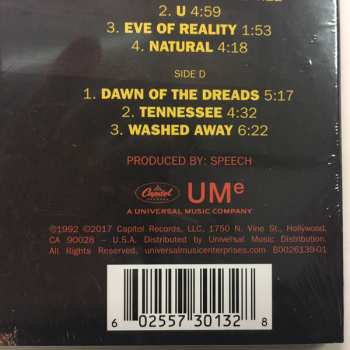 2. U 4:59
3. EVE OF REALITY 1:53
4. NATURAL 4:18
SIDE D
1. DAWN OF THE DREADS 5:17
2. TENNESSEE 4:32
3. WASHED AWAY 6:22
PRODUCED BY: SPEECH
Capitol UMe
A UNIVERSAL MUSIC COMPANY
℗1992 ©2017 Capitol Records, LLC, 1750 N. Vine St., Hollywood,
CA 90028 – U.S.A. Distributed by Universal Music Distribution.
All Rights Reserved. universalmusicenterprises.com B0026139-01
6 02557 30132 8